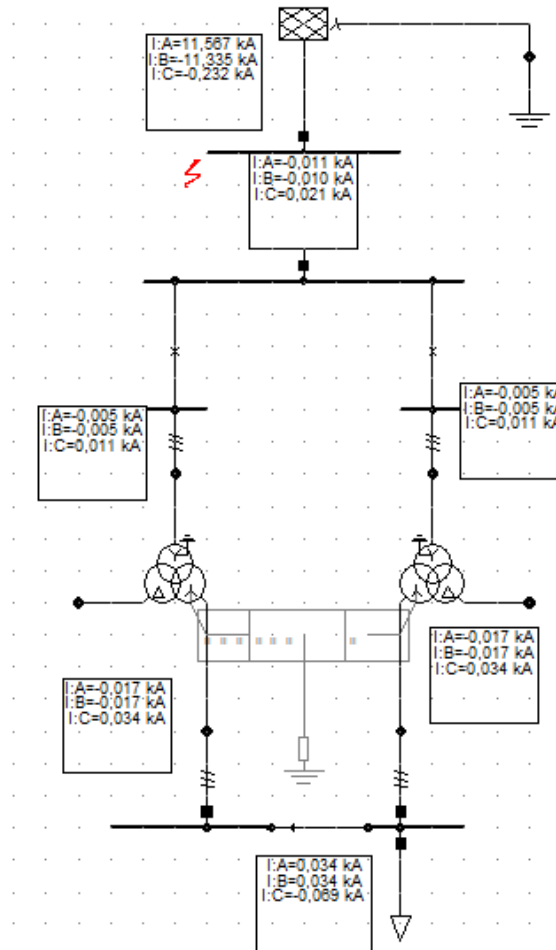 I:A=11,567 kA
I:B=-11,335 kA
I:C=-0,232 kA
I:A=-0,011 kA
I:B=-0,010 kA
I:C=0,021 kA
I:A=-0,005 kA
I:B=-0,005 kA
I:C=0,011 kA
I:A=-0,005 kA
I:B=-0,005 kA
I:C=0,011 kA
I:A=-0,017 kA
I:B=-0,017 kA
I:C=0,034 kA
I:A=-0,017 kA
I:B=-0,017 kA
I:C=0,034 kA
I:A=0,034 kA
I:B=0,034 kA
I:C=-0,069 kA